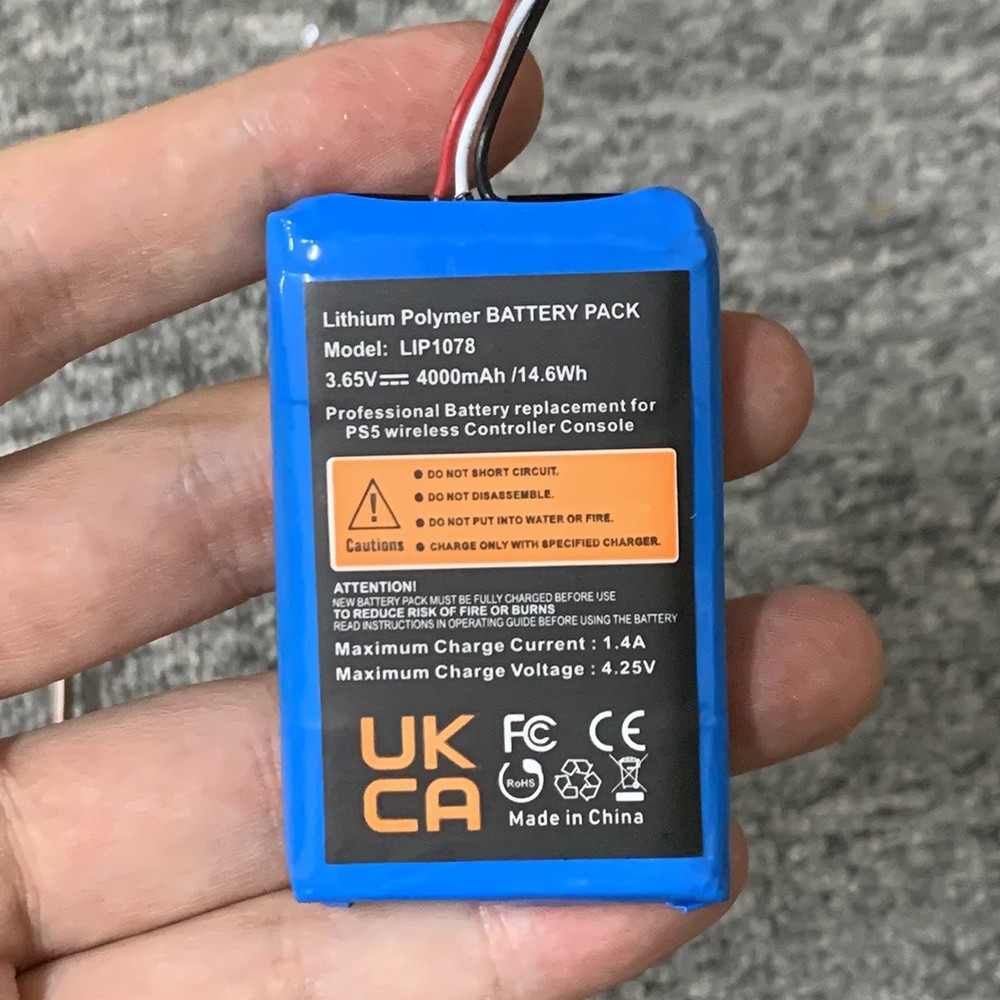 Lithium Polymer BATTERY PACK
Model: LIP1078
3.65V⎓ 4000mAh /14.6Wh
Professional Battery replacement for
PS5 wireless Controller Console
● DO NOT SHORT CIRCUIT.
● DO NOT DISASSEMBLE.
● DO NOT PUT INTO WATER OR FIRE.
● CHARGE ONLY WITH SPECIFIED CHARGER.
!
Cautions
ATTENTION!
NEW BATTERY PACK MUST BE FULLY CHARGED BEFORE USE
TO REDUCE RISK OF FIRE OR BURNS
READ INSTRUCTIONS IN OPERATING GUIDE BEFORE USING THE BATTERY
Maximum Charge Current : 1.4A
Maximum Charge Voltage : 4.25V
UK
CA
FC CE
RoHS
Made in China